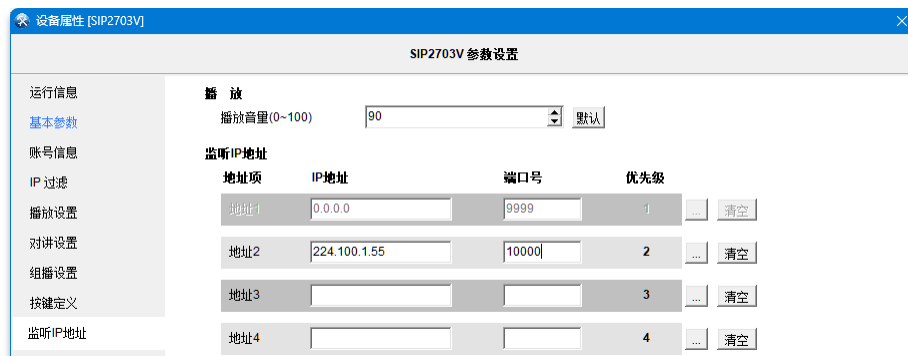 设备属性 [SIP2703V]
SIP2703V 参数设置
运行信息
基本参数
账号信息
IP 过滤
播放设置
对讲设置
组播设置
按键定义
监听IP地址
播 放
播放音量(0~100) 90 默认
监听IP地址
地址项 IP地址 端口号 优先级
地址1 0.0.0.0 9999 1 ... 清空
地址2 224.100.1.55 10000 2 ... 清空
地址3 3 ... 清空
地址4 4 ... 清空